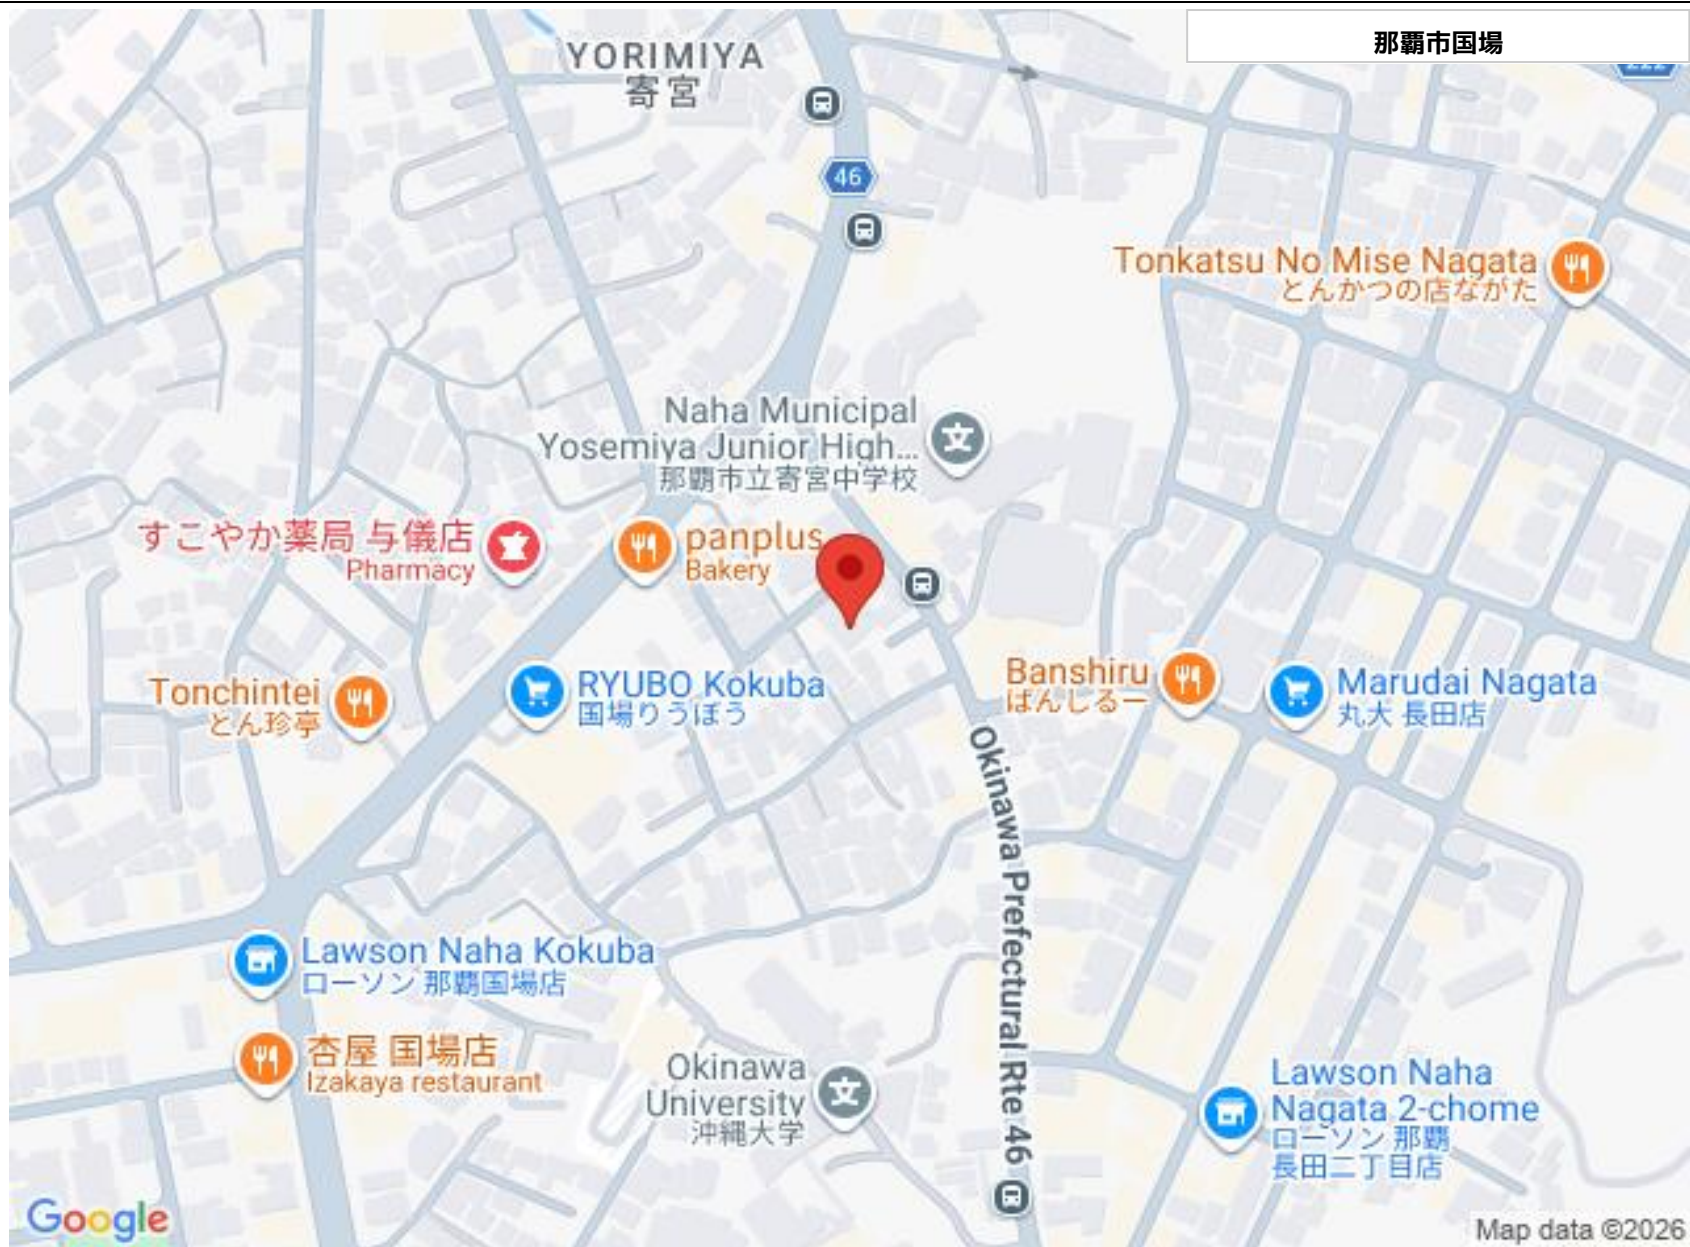 那覇市国場
YORIMIYA
寄宮
46
Tonkatsu No Mise Nagata
とんかつの店ながた
Naha Municipal
Yosemiya Junior High...
那覇市立寄宮中学校
すこやか薬局 与儀店
Pharmacy
panplus
Bakery
Tonchintei
とん珍亭
RYUBO Kokuba
国場りうぼう
Banshiru
ばんしるー
Marudai Nagata
丸大 長田店
Okinawa Prefectural Rte 46
Lawson Naha Kokuba
ローソン 那覇国場店
杏屋 国場店
Izakaya restaurant
Okinawa
University
沖縄大学
Lawson Naha
Nagata 2-chome
ローソン 那覇
長田二丁目店
Google
Map data ©2026